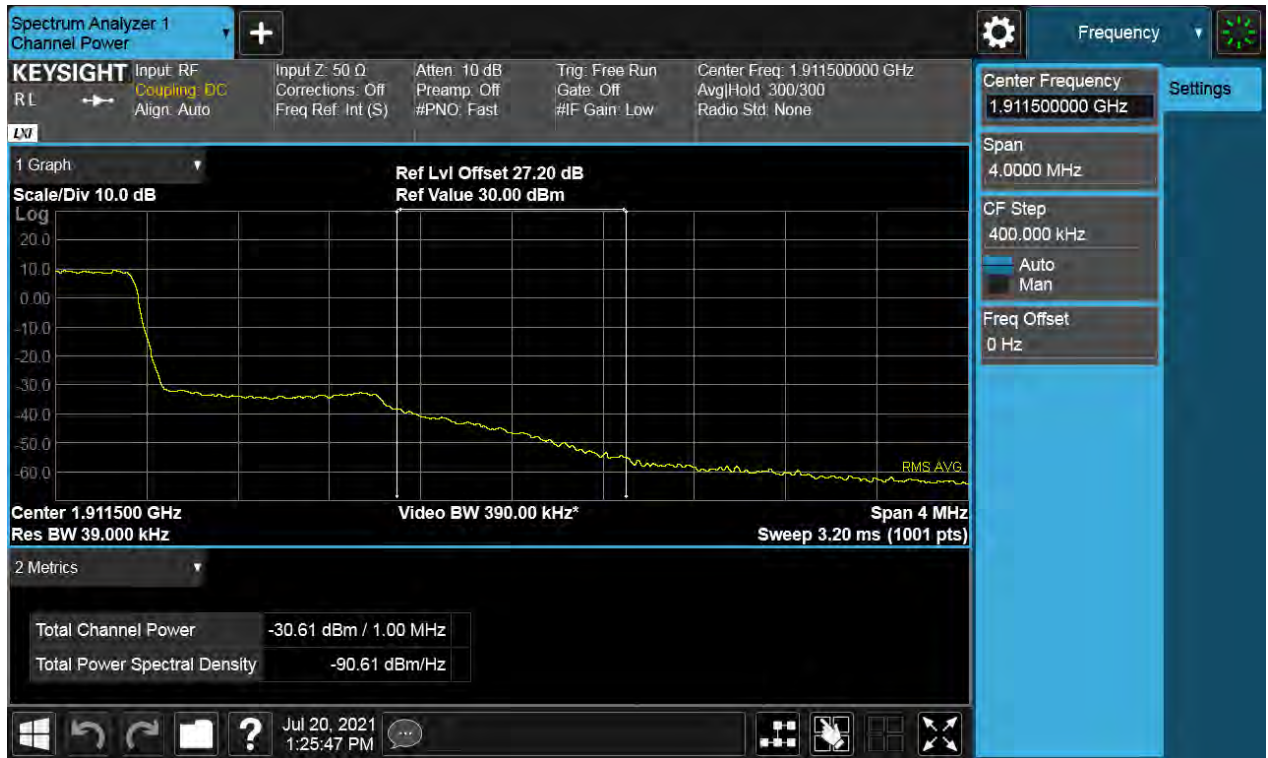 Spectrum Analyzer 1
Channel Power
+
Frequency
KEYSIGHT
RL
LXI
Input: RF
Coupling: DC
Align: Auto
Input Z: 50 Ω
Corrections: Off
Freq Ref: Int (S)
Atten: 10 dB
Preamp: Off
#PNO: Fast
Trig: Free Run
Gate: Off
#IF Gain: Low
Center Freq: 1.911500000 GHz
Avg|Hold: 300/300
Radio Std: None
Center Frequency
1.911500000 GHz
Settings
Span
4.0000 MHz
CF Step
400.000 kHz
Auto
Man
Freq Offset
0 Hz
1 Graph
Scale/Div 10.0 dB
Ref Lvl Offset 27.20 dB
Ref Value 30.00 dBm
Log
20.0
10.0
0.00
-10.0
-20.0
-30.0
-40.0
-50.0
-60.0
RMS AVG
Center 1.911500 GHz
Video BW 390.00 kHz*
Span 4 MHz
Res BW 39.000 kHz
Sweep 3.20 ms (1001 pts)
2 Metrics
Total Channel Power -30.61 dBm / 1.00 MHz
Total Power Spectral Density -90.61 dBm/Hz
?
Jul 20, 2021
1:25:47 PM